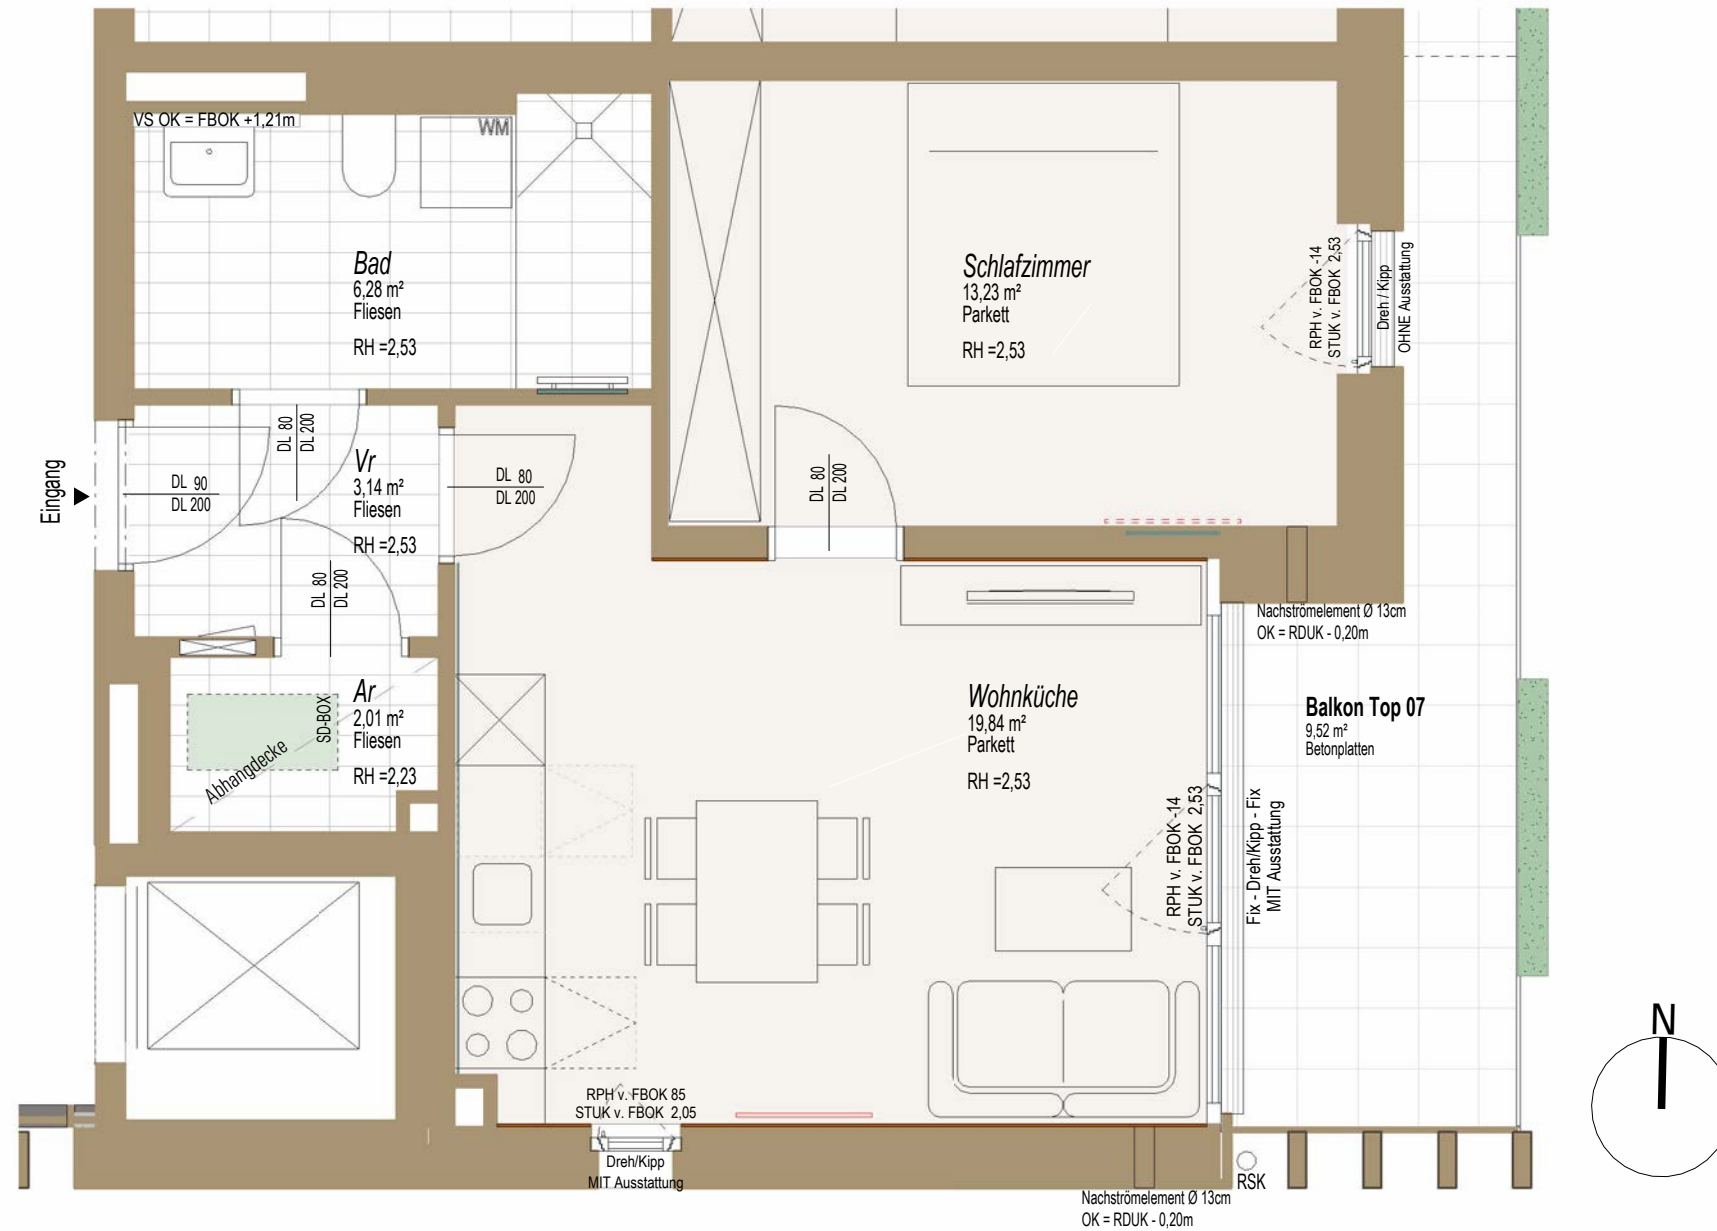 VS OK = FBOK +1,21m
WM
Bad
6,28 m²
Fliesen
RH =2,53
Schlafzimmer
13,23 m²
Parkett
RH =2,53
RPH v. FBOK -14
STUK v. FBOK 2,53
Dreh / Kipp
OHNE Ausstattung
Eingang
DL 90
DL 200
DL 80
DL 200
Vr
3,14 m²
Fliesen
RH =2,53
DL 80
DL 200
DL 80
DL 200
DL 80
DL 200
Nachströmelement Ø 13cm
OK = RDUK - 0,20m
Ar
2,01 m²
Fliesen
RH =2,23
SD-BOX
Abhangdecke
Wohnküche
19,84 m²
Parkett
RH =2,53
Balkon Top 07
9,52 m²
Betonplatten
RPH v. FBOK -14
STUK v. FBOK 2,53
Fix - Dreh/Kipp - Fix
MIT Ausstattung
N
RPH v. FBOK 85
STUK v. FBOK 2,05
Dreh/Kipp
MIT Ausstattung
RSK
Nachströmelement Ø 13cm
OK = RDUK - 0,20m